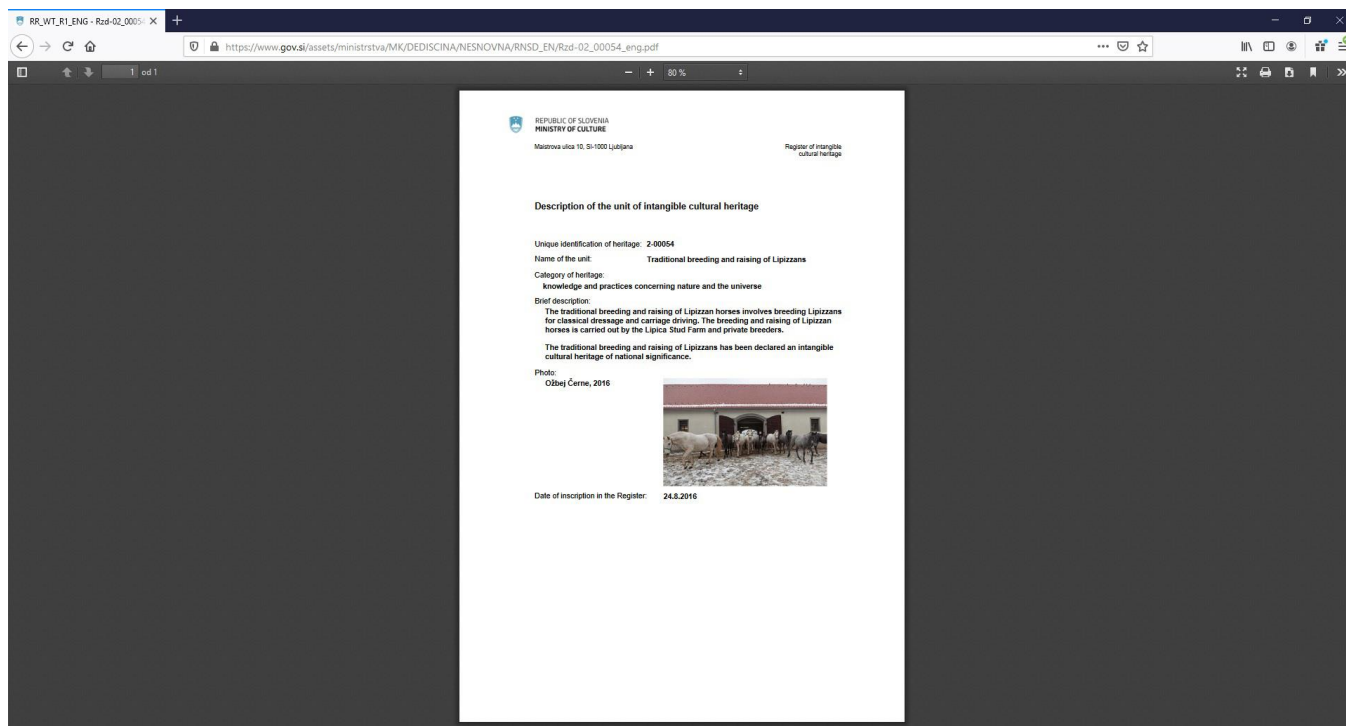 RR_WT_R1_ENG - Rzd-02_00054
https://www.gov.si/assets/ministrstva/MK/DEDISCINA/NESNOVNA/RNSD_EN/Rzd-02_00054_eng.pdf
1 od 1
80 %
REPUBLIC OF SLOVENIA
MINISTRY OF CULTURE
Maistrova ulica 10, SI-1000 Ljubljana
Register of intangible
cultural heritage
Description of the unit of intangible cultural heritage
Unique identification of heritage: 2-00054
Name of the unit: Traditional breeding and raising of Lipizzans
Category of heritage:
knowledge and practices concerning nature and the universe
Brief description:
The traditional breeding and raising of Lipizzan horses involves breeding Lipizzans
for classical dressage and carriage driving. The breeding and raising of Lipizzan
horses is carried out by the Lipica Stud Farm and private breeders.
The traditional breeding and raising of Lipizzans has been declared an intangible
cultural heritage of national significance.
Photo:
Ožbej Černe, 2016
Date of inscription in the Register: 24.8.2016